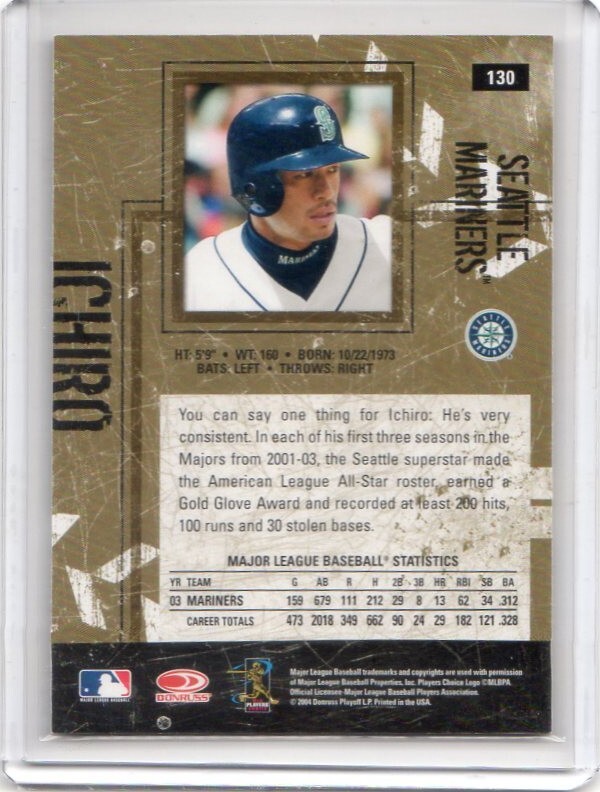 130
SEATTLE
MARINERS™
ICHIRO
S
MARINERS
SEATTLE
MARINERS
HT: 5'9" • WT: 160 • BORN: 10/22/1973
BATS: LEFT • THROWS: RIGHT
You can say one thing for Ichiro: He's very
consistent. In each of his first three seasons in the
Majors from 2001-03, the Seattle superstar made
the American League All-Star roster, earned a
Gold Glove Award and recorded at least 200 hits,
100 runs and 30 stolen bases.
MAJOR LEAGUE BASEBALL® STATISTICS
YR TEAM G AB R H 2B 3B HR RBI SB BA
03 MARINERS 159 679 111 212 29 8 13 62 34 .312
CAREER TOTALS 473 2018 349 662 90 24 29 182 121 .328
MAJOR LEAGUE BASEBALL
DONRUSS
PLAYERS
CHOICE
Major League Baseball trademarks and copyrights are used with permission
of Major League Baseball Properties, Inc. Players Choice Logo ©MLBPA.
Official Licensee-Major League Baseball Players Association.
© 2004 Donruss Playoff L.P. Printed in the USA.